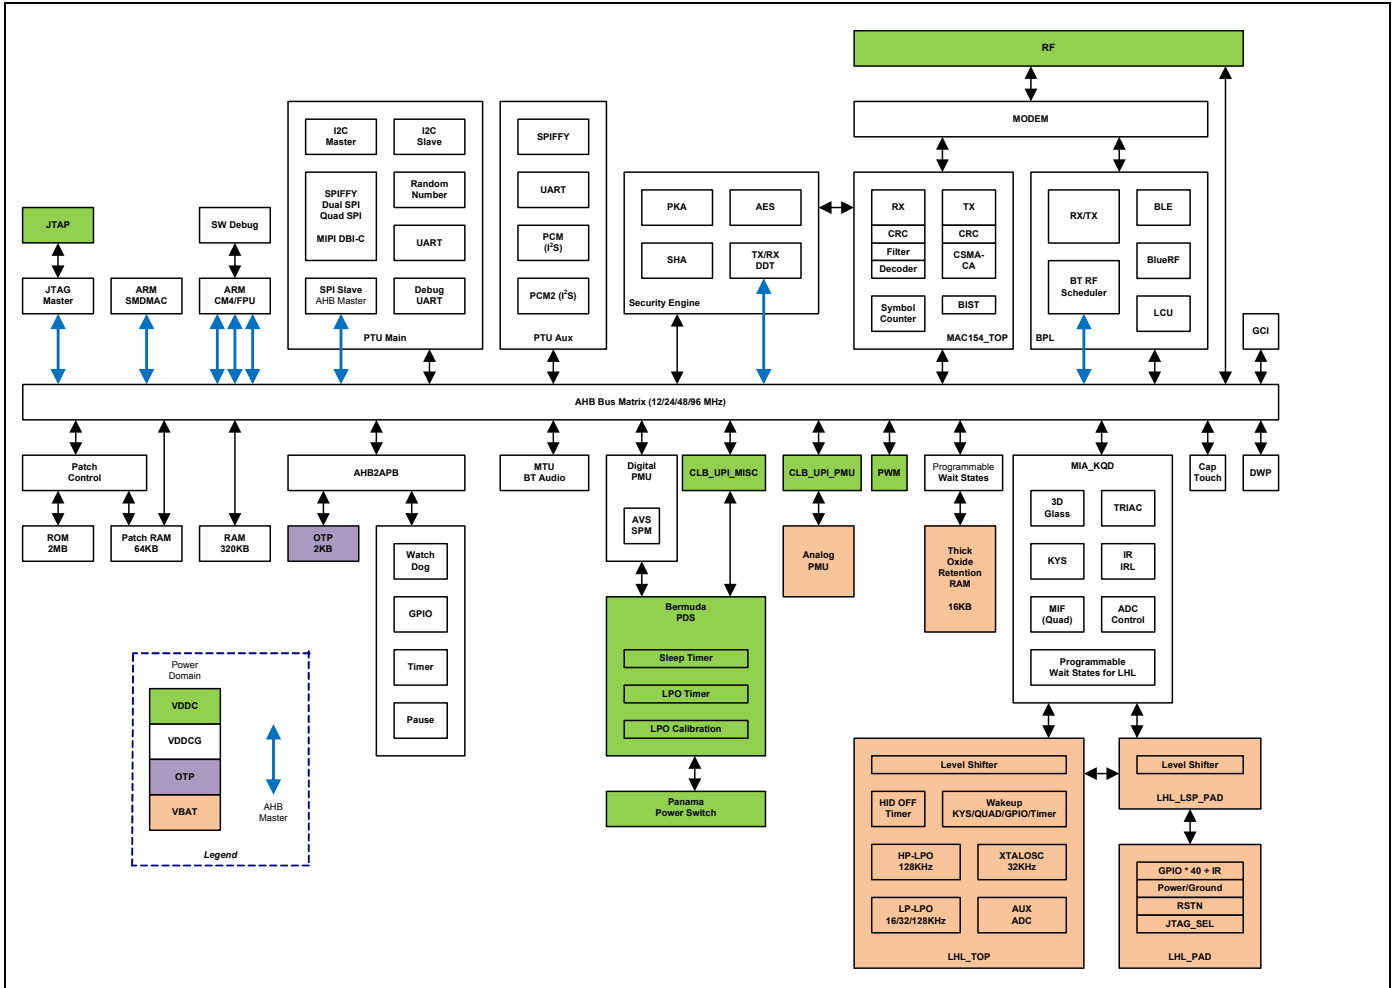 RF
MODEM
I2C
Master
I2C
Slave
SPIFFY
Dual SPI
Quad SPI
MIPI DBI-C
Random
Number
UART
SPI Slave
AHB Master
Debug
UART
PTU Main
SPIFFY
UART
PCM
(I²S)
PCM2 (I²S)
PTU Aux
PKA
AES
SHA
TX/RX
DDT
Security Engine
RX
CRC
Filter
Decoder
Symbol
Counter
TX
CRC
CSMA-
CA
BIST
MAC154_TOP
RX/TX
BLE
BT RF
Scheduler
BlueRF
LCU
BPL
JTAP
SW Debug
JTAG
Master
ARM
SMDMAC
ARM
CM4/FPU
GCI
AHB Bus Matrix (12/24/48/96 MHz)
Patch
Control
AHB2APB
MTU
BT Audio
Digital
PMU
AVS
SPM
CLB_UPI_MISC
CLB_UPI_PMU
PWM
Programmable
Wait States
MIA_KQD
3D
Glass
TRIAC
KYS
IR
IRL
MIF
(Quad)
ADC
Control
Programmable
Wait States for LHL
Cap
Touch
DWP
ROM
2MB
Patch RAM
64KB
RAM
320KB
OTP
2KB
Watch
Dog
GPIO
Timer
Pause
Analog
PMU
Thick
Oxide
Retention
RAM
16KB
Bermuda
PDS
Sleep Timer
LPO Timer
LPO Calibration
Panama
Power Switch
Level Shifter
HID OFF
Timer
Wakeup
KYS/QUAD/GPIO/Timer
HP-LPO
128KHz
XTALOSC
32KHz
LP-LPO
16/32/128KHz
AUX
ADC
LHL_TOP
Level Shifter
LHL_LSP_PAD
GPIO * 40 + IR
Power/Ground
RSTN
JTAG_SEL
LHL_PAD
Power
Domain
VDDC
VDDCG
OTP
VBAT
AHB
Master
Legend